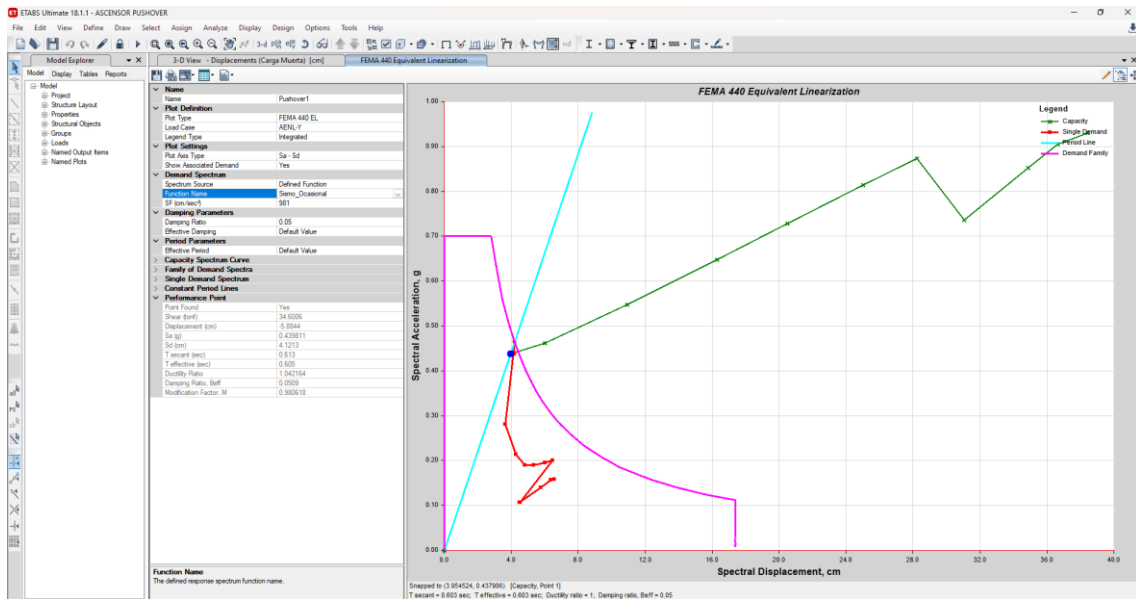 ETABS Ultimate 18.1.1 - ASCENSOR PUSHOVER
File Edit View Define Draw Select Assign Analyze Display Design Options Tools Help
Model Explorer
3-D View - Displacements (Carga Muerta) [cm]
FEMA 440 Equivalent Linearization
Model Display Tables Reports
Model
Project
Structure Layout
Properties
Structural Objects
Groups
Loads
Named Output Items
Named Plots
Name
Name Pushover1
Plot Definition
Plot Type FEMA 440 EL
Load Case AENL-Y
Legend Type Integrated
Plot Settings
Plot Axis Type Sa - Sd
Show Associated Demand Yes
Demand Spectrum
Spectrum Source Defined Function
Function Name Sismo_Ocasional
SF (cm/sec²) 981
Damping Parameters
Damping Ratio 0.05
Effective Damping Default Value
Period Parameters
Effective Period Default Value
Capacity Spectrum Curve
Family of Demand Spectra
Single Demand Spectrum
Constant Period Lines
Performance Point
Point Found Yes
Shear (tonf) 34.6006
Displacement (cm) -5.8844
Sa (g) 0.439811
Sd (cm) 4.1213
T secant (sec) 0.613
T effective (sec) 0.605
Ductility Ratio 1.042164
Damping Ratio, Beff 0.0509
Modification Factor, M 0.980618
Function Name
The defined response spectrum function name.
FEMA 440 Equivalent Linearization
Legend
Capacity
Single Demand
Period Line
Demand Family
Spectral Acceleration, g
1.00
0.90
0.80
0.70
0.60
0.50
0.40
0.30
0.20
0.10
0.00
0.0 4.0 8.0 12.0 16.0 20.0 24.0 28.0 32.0 36.0 40.0
Spectral Displacement, cm
Snapped to (3.954524, 0.437906) [Capacity, Point 1]
T secant = 0.603 sec; T effective = 0.603 sec; Ductility ratio = 1; Damping ratio, Beff = 0.05